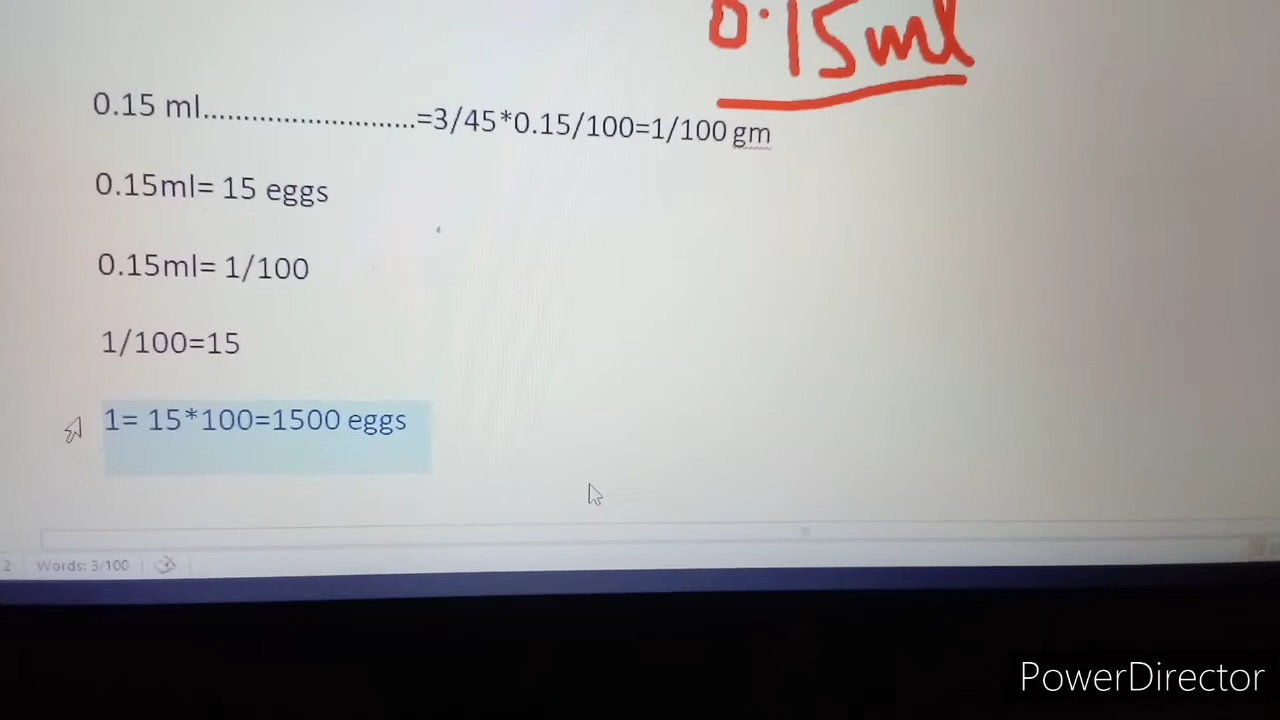 0.15ml
0.15 ml...........................=3/45*0.15/100=1/100 gm
0.15ml= 15 eggs
0.15ml= 1/100
1/100=15
1= 15*100=1500 eggs
2 Words: 3/100
PowerDirector